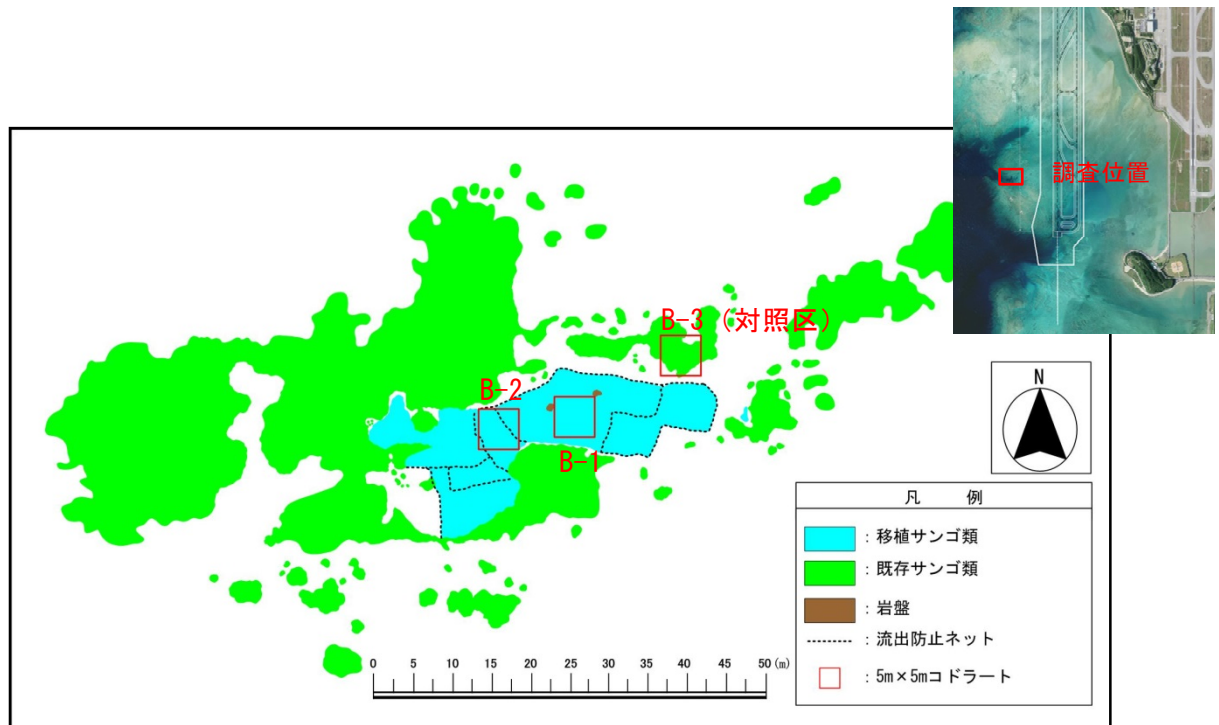 調査位置
B-3 (対照区)
B-2
B-1
N
凡 例
: 移植サンゴ類
: 既存サンゴ類
: 岩盤
: 流出防止ネット
: 5m×5mコドラート
0 5 10 15 20 25 30 35 40 45 50 (m)